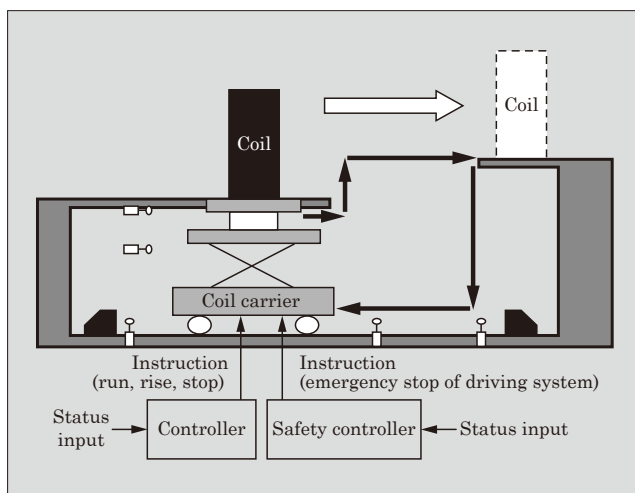 Coil
Coil
Coil carrier
Instruction
(run, rise, stop)
Instruction
(emergency stop of driving system)
Status
input
Controller
Safety controller
Status input